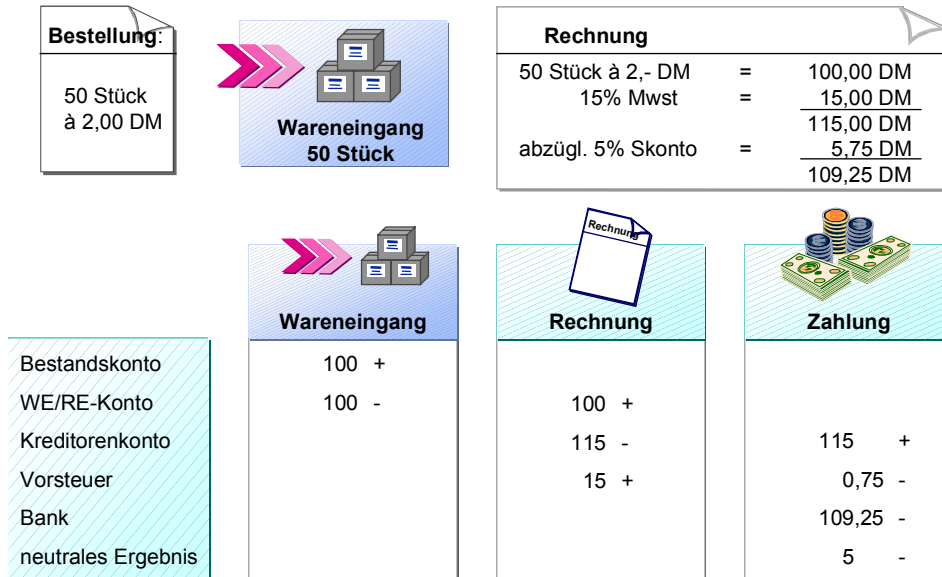 Bestellung:
50 Stück
à 2,00 DM
Wareneingang
50 Stück
Rechnung
50 Stück à 2,- DM = 100,00 DM
15% Mwst = 15,00 DM
115,00 DM
abzügl. 5% Skonto = 5,75 DM
109,25 DM
Rechnung
Wareneingang Rechnung Zahlung
Bestandskonto 100 +
WE/RE-Konto 100 - 100 +
Kreditorenkonto 115 - 115 +
Vorsteuer 15 + 0,75 -
Bank 109,25 -
neutrales Ergebnis 5 -